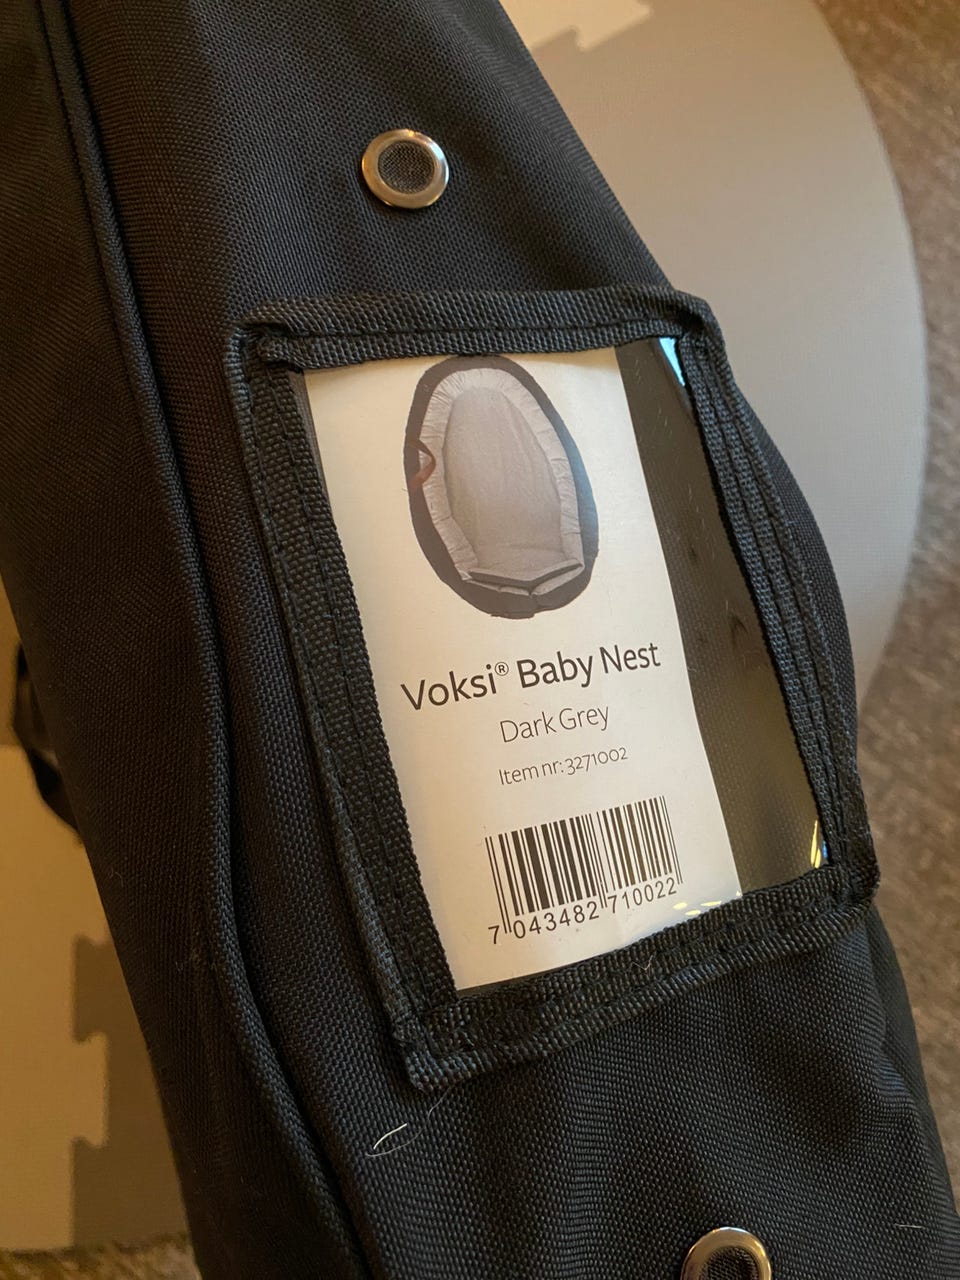 Voksi® Baby Nest
Dark Grey
Item nr: 3271002
7 043482 710022